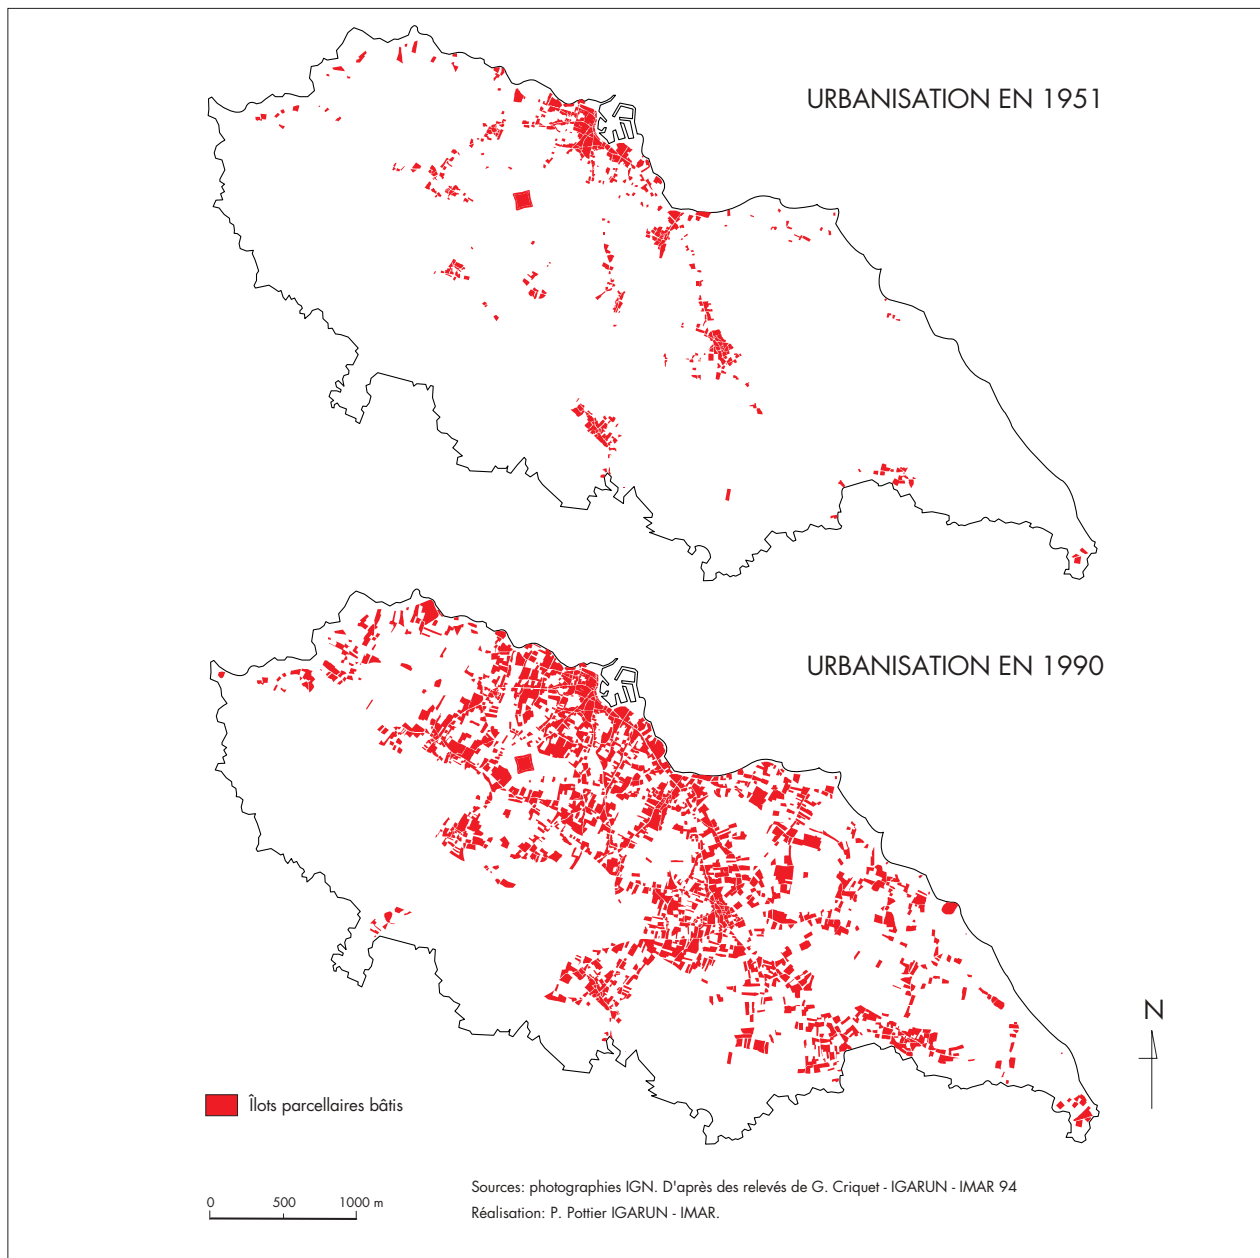 URBANISATION EN 1951
URBANISATION EN 1990
N
Îlots parcellaires bâtis
0 500 1000 m
Sources: photographies IGN. D'après des relevés de G. Criquet - IGARUN - IMAR 94
Réalisation: P. Pottier IGARUN - IMAR.